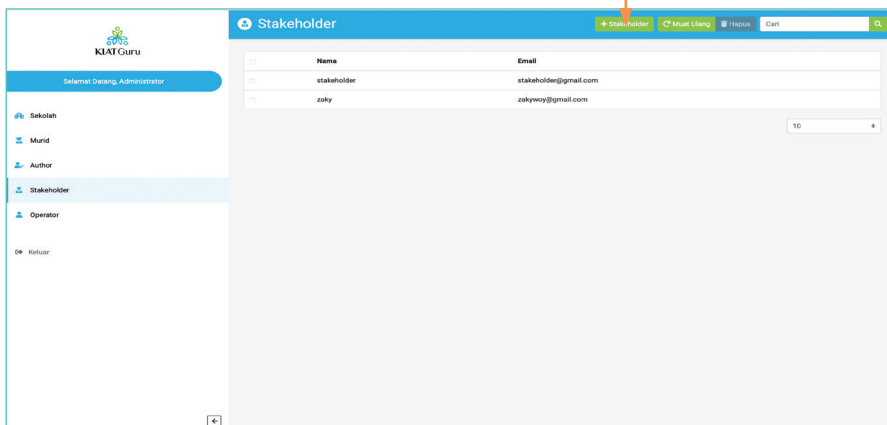 Stakeholder
+ Stakeholder
Muat Ulang
Hapus
Cari
KIATGuru
Selamat Datang, Administrator
Sekolah
Murid
Author
Stakeholder
Operator
Keluar
Nama Email
stakeholder stakeholder@gmail.com
zaky zakywoy@gmail.com
10